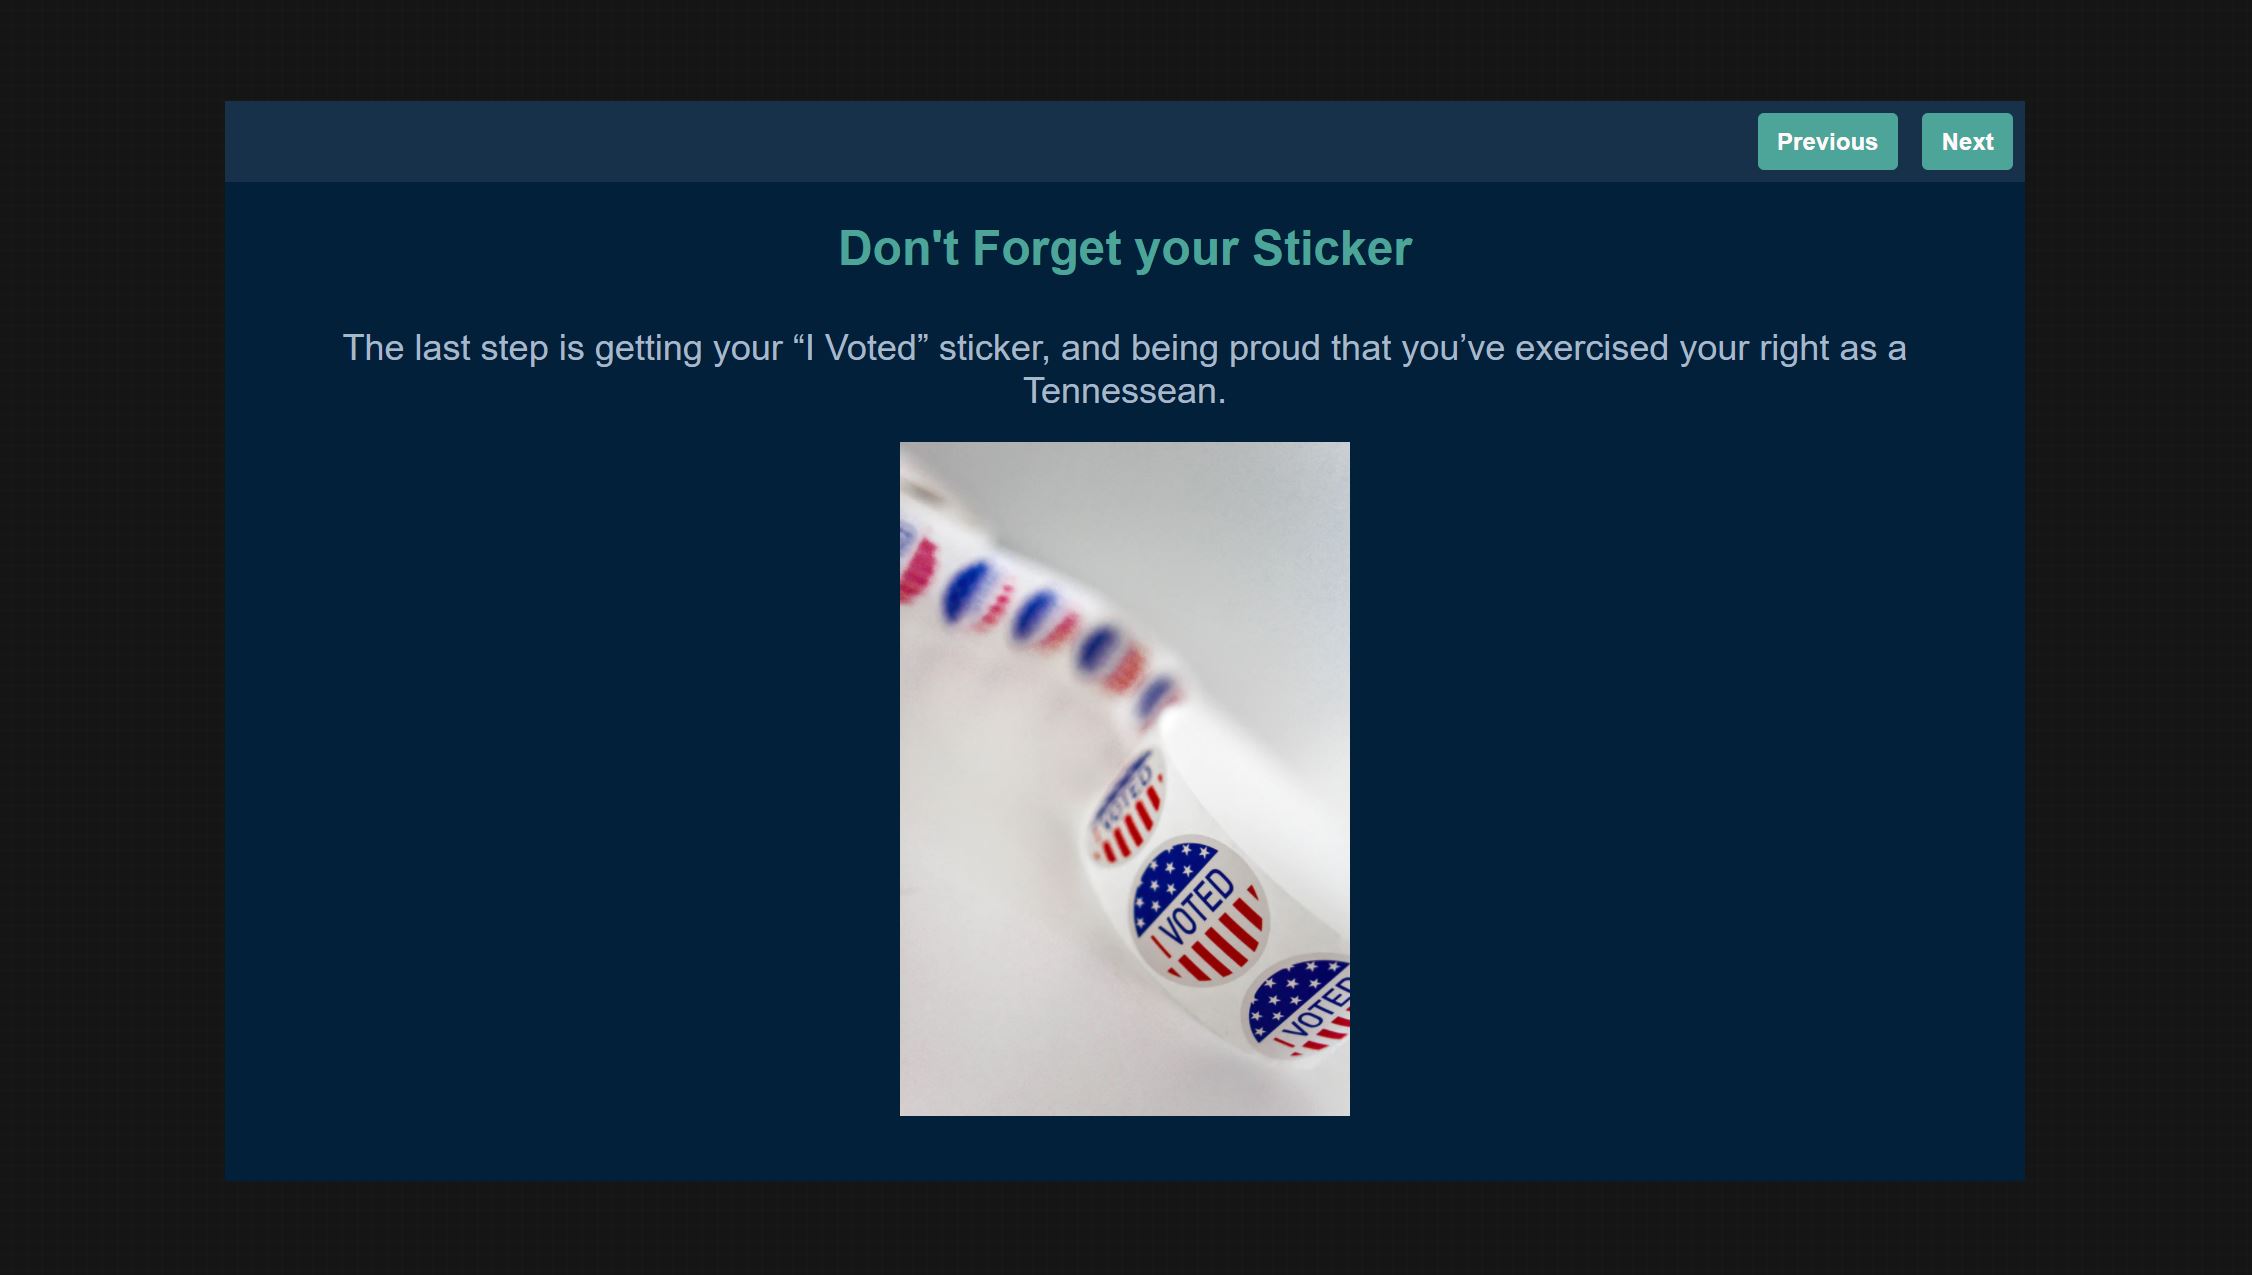 Previous
Next
Don't Forget your Sticker
The last step is getting your “I Voted” sticker, and being proud that you’ve exercised your right as a
Tennessean.
I VOTED
I VOTED
I VOTED